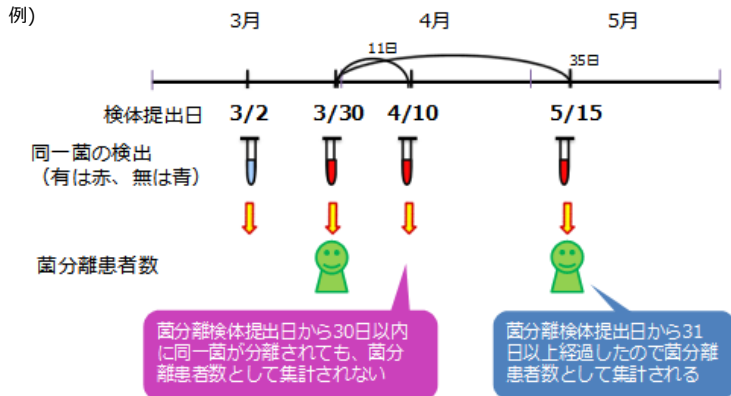 例)
3月 4月 5月
11日
35日
検体提出日 3/2 3/30 4/10 5/15
同一菌の検出
（有は赤、無は青）
菌分離患者数
菌分離検体提出日から30日以内
に同一菌が分離されても、菌分
離患者数として集計されない
菌分離検体提出日から31
日以上経過したので菌分離
患者数として集計される